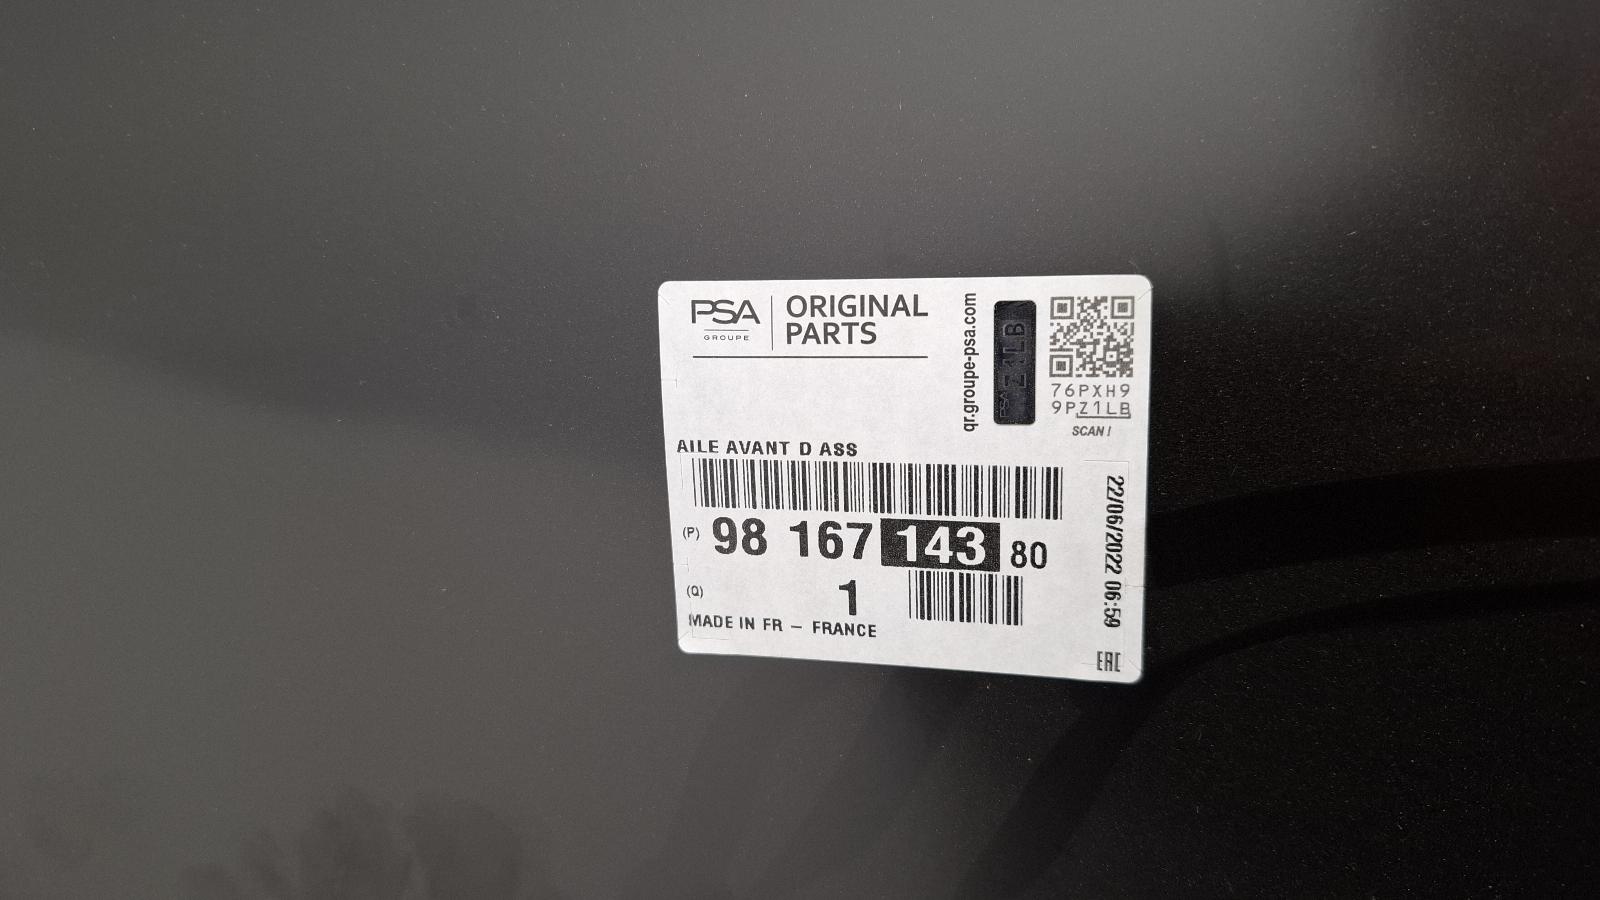 PSA
GROUPE
ORIGINAL
PARTS
qr.groupe-psa.com
PSA Z1LB
76PXH9
9PZ1LB
SCAN!
AILE AVANT D ASS
(P) 98 167 143 80
(Q) 1
MADE IN FR — FRANCE
22/06/2022 06:59
EAC